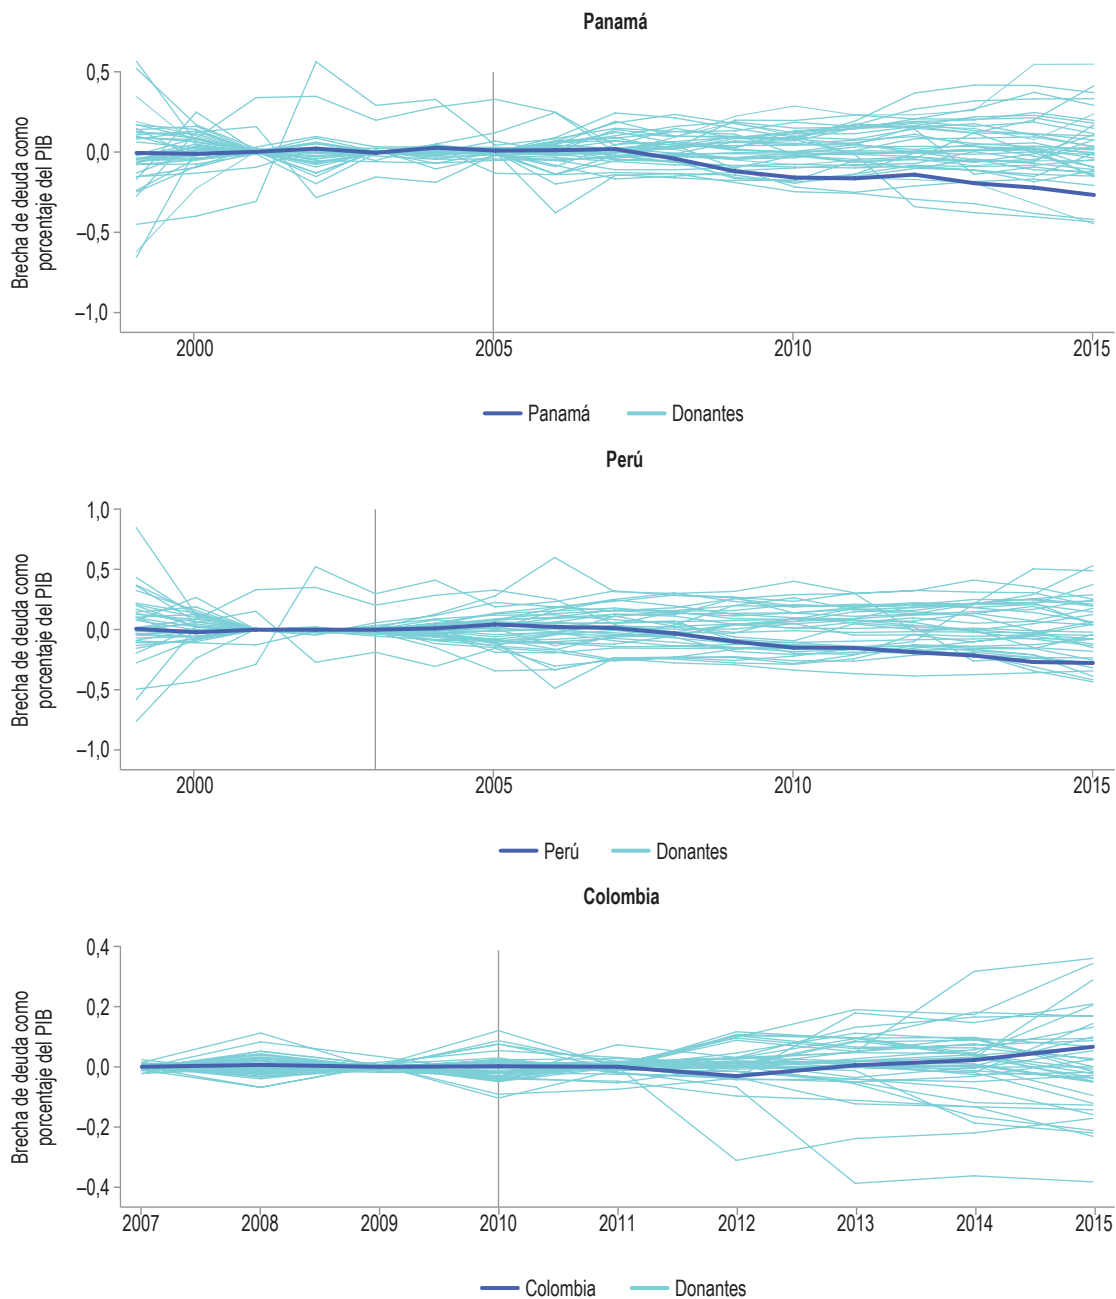 Panamá
Brecha de deuda como
porcentaje del PIB
0,5
0,0
–0,5
–1,0
2000
2005
2010
2015
Panamá
Donantes
Perú
Brecha de deuda como
porcentaje del PIB
1,0
0,5
0,0
–0,5
–1,0
2000
2005
2010
2015
Perú
Donantes
Colombia
Brecha de deuda como
porcentaje del PIB
0,4
0,2
0,0
–0,2
–0,4
2007
2008
2009
2010
2011
2012
2013
2014
2015
Colombia
Donantes